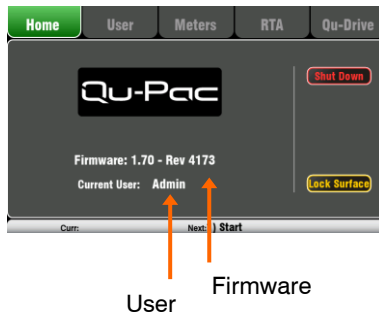 Home User Meters RTA Qu-Drive
Shut Down
Qu-Pac
Firmware: 1.70 - Rev 4173
Current User: Admin
Lock Surface
Curr: Next: ) Start
Firmware
User